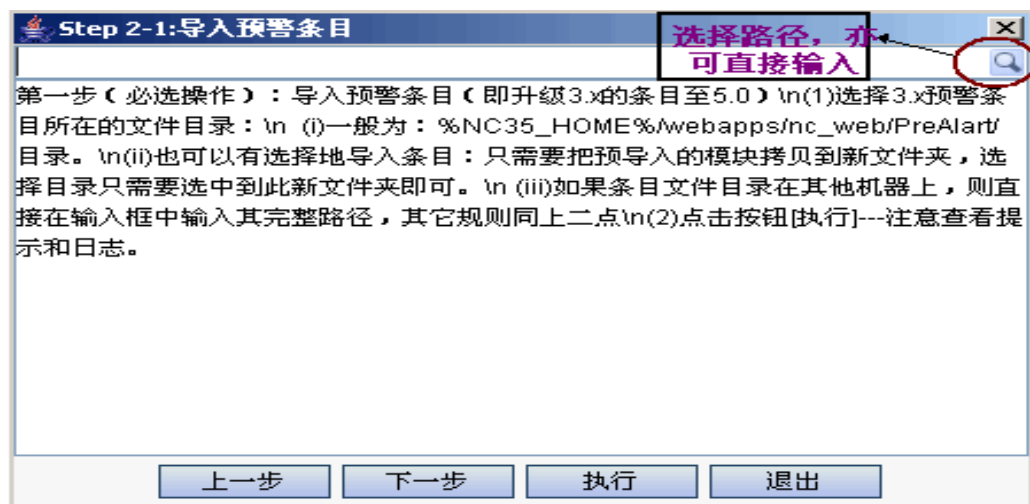 Step 2-1:导入预警条目
选择路径，亦
可直接输入
第一步（必选操作）：导入预警条目（即升级3.x的条目至5.0）\n(1)选择3.x预警条
目所在的文件目录：\n  (i)一般为：%NC35_HOME%/webapps/nc_web/PreAlart/
目录。\n(ii)也可以有选择地导入条目：只需要把预导入的模块拷贝到新文件夹，选
择目录只需要选中到此新文件夹即可。\n (iii)如果条目文件目录在其他机器上，则直
接在输入框中输入其完整路径，其它规则同上二点\n(2)点击按钮[执行]---注意查看提
示和日志。
上一步 下一步 执行 退出